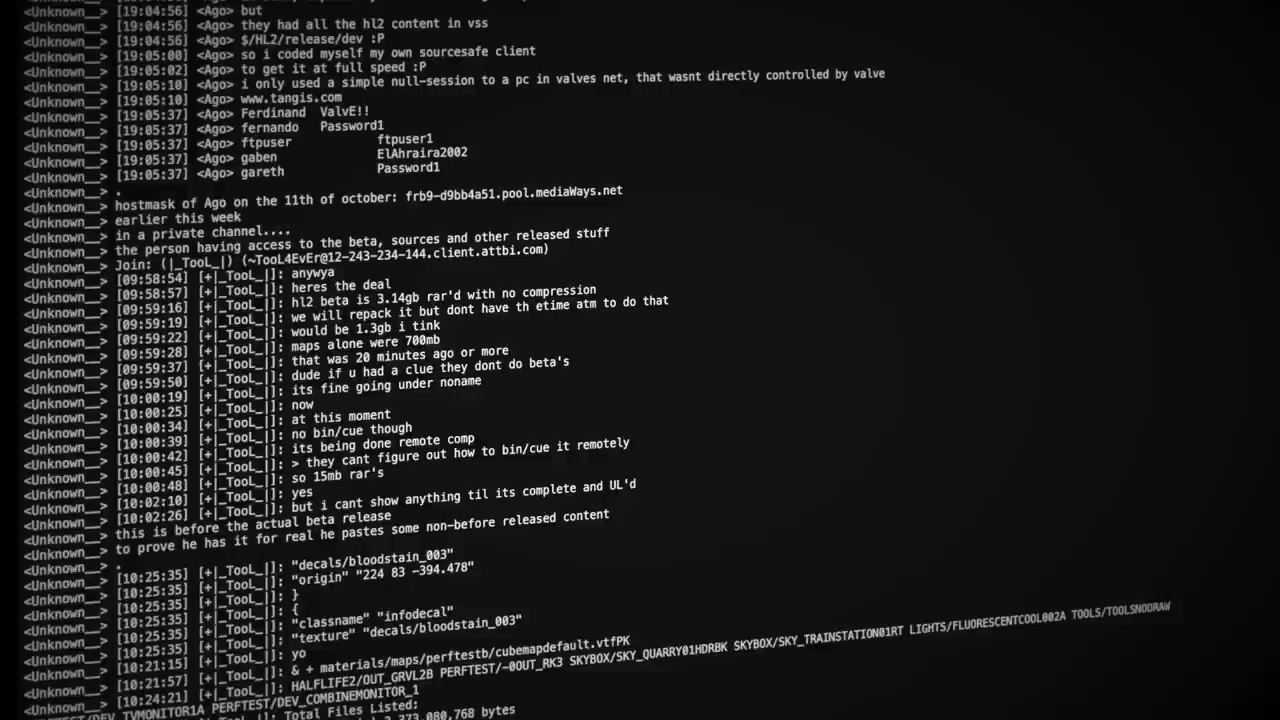 <Unknown__> [19:04:56] <Ago> but
<Unknown__> [19:04:56] <Ago> they had all the hl2 content in vss
<Unknown__> [19:04:56] <Ago> $/HL2/release/dev :P
<Unknown__> [19:05:00] <Ago> so i coded myself my own sourcesafe client
<Unknown__> [19:05:02] <Ago> to get it at full speed :P
<Unknown__> [19:05:10] <Ago> i only used a simple null-session to a pc in valves net, that wasnt directly controlled by valve
<Unknown__> [19:05:10] <Ago> www.tangis.com
<Unknown__> [19:05:37] <Ago> Ferdinand ValvE!!
<Unknown__> [19:05:37] <Ago> fernando Password1
<Unknown__> [19:05:37] <Ago> ftpuser ftpuser1
<Unknown__> [19:05:37] <Ago> gaben ElAhraira2002
<Unknown__> [19:05:37] <Ago> gareth Password1
<Unknown__> .
<Unknown__> hostmask of Ago on the 11th of october: frb9-d9bb4a51.pool.mediaWays.net
<Unknown__> earlier this week
<Unknown__> in a private channel....
<Unknown__> the person having access to the beta, sources and other released stuff
<Unknown__> Join: (|_TooL_|) (~TooL4EvEr@12-243-234-144.client.attbi.com)
<Unknown__> [09:58:54] [+|_TooL_|]: anywya
<Unknown__> [09:58:57] [+|_TooL_|]: heres the deal
<Unknown__> [09:59:16] [+|_TooL_|]: hl2 beta is 3.14gb rar'd with no compression
<Unknown__> [09:59:19] [+|_TooL_|]: we will repack it but dont have th etime atm to do that
<Unknown__> [09:59:22] [+|_TooL_|]: would be 1.3gb i tink
<Unknown__> [09:59:28] [+|_TooL_|]: maps alone were 700mb
<Unknown__> [09:59:37] [+|_TooL_|]: that was 20 minutes ago or more
<Unknown__> [09:59:50] [+|_TooL_|]: dude if u had a clue they dont do beta's
<Unknown__> [10:00:19] [+|_TooL_|]: its fine going under noname
<Unknown__> [10:00:25] [+|_TooL_|]: now
<Unknown__> [10:00:34] [+|_TooL_|]: at this moment
<Unknown__> [10:00:39] [+|_TooL_|]: no bin/cue though
<Unknown__> [10:00:42] [+|_TooL_|]: its being done remote comp
<Unknown__> [10:00:45] [+|_TooL_|]: > they cant figure out how to bin/cue it remotely
<Unknown__> [10:00:48] [+|_TooL_|]: so 15mb rar's
<Unknown__> [10:02:10] [+|_TooL_|]: yes
<Unknown__> [10:02:26] [+|_TooL_|]: but i cant show anything til its complete and UL'd
<Unknown__> this is before the actual beta release
<Unknown__> to prove he has it for real he pastes some non-before released content
<Unknown__> .
<Unknown__> [10:25:35] [+|_TooL_|]: "decals/bloodstain_003"
<Unknown__> [10:25:35] [+|_TooL_|]: "origin" "224 83 -394.478"
<Unknown__> [10:25:35] [+|_TooL_|]: }
<Unknown__> [10:25:35] [+|_TooL_|]: {
<Unknown__> [10:25:35] [+|_TooL_|]: "classname" "infodecal"
<Unknown__> [10:25:35] [+|_TooL_|]: "texture" "decals/bloodstain_003"
<Unknown__> [10:21:15] [+|_TooL_|]: yo
<Unknown__> [10:21:57] [+|_TooL_|]: & + materials/maps/perftestb/cubemapdefault.vtfPK
<Unknown__> [10:24:21] [+|_TooL_|]: HALFLIFE2/OUT_GRVL2B PERFTEST/-0OUT_RK3 SKYBOX/SKY_QUARRY01HDRBK SKYBOX/SKY_TRAINSTATION01RT LIGHTS/FLUORESCENTCOOL002A TOOLS/TOOLSNODRAW
PERFTEST/DEV_TVMONITOR1A PERFTEST/DEV_COMBINEMONITOR_1
Total Files Listed:
2,373,080,768 bytes